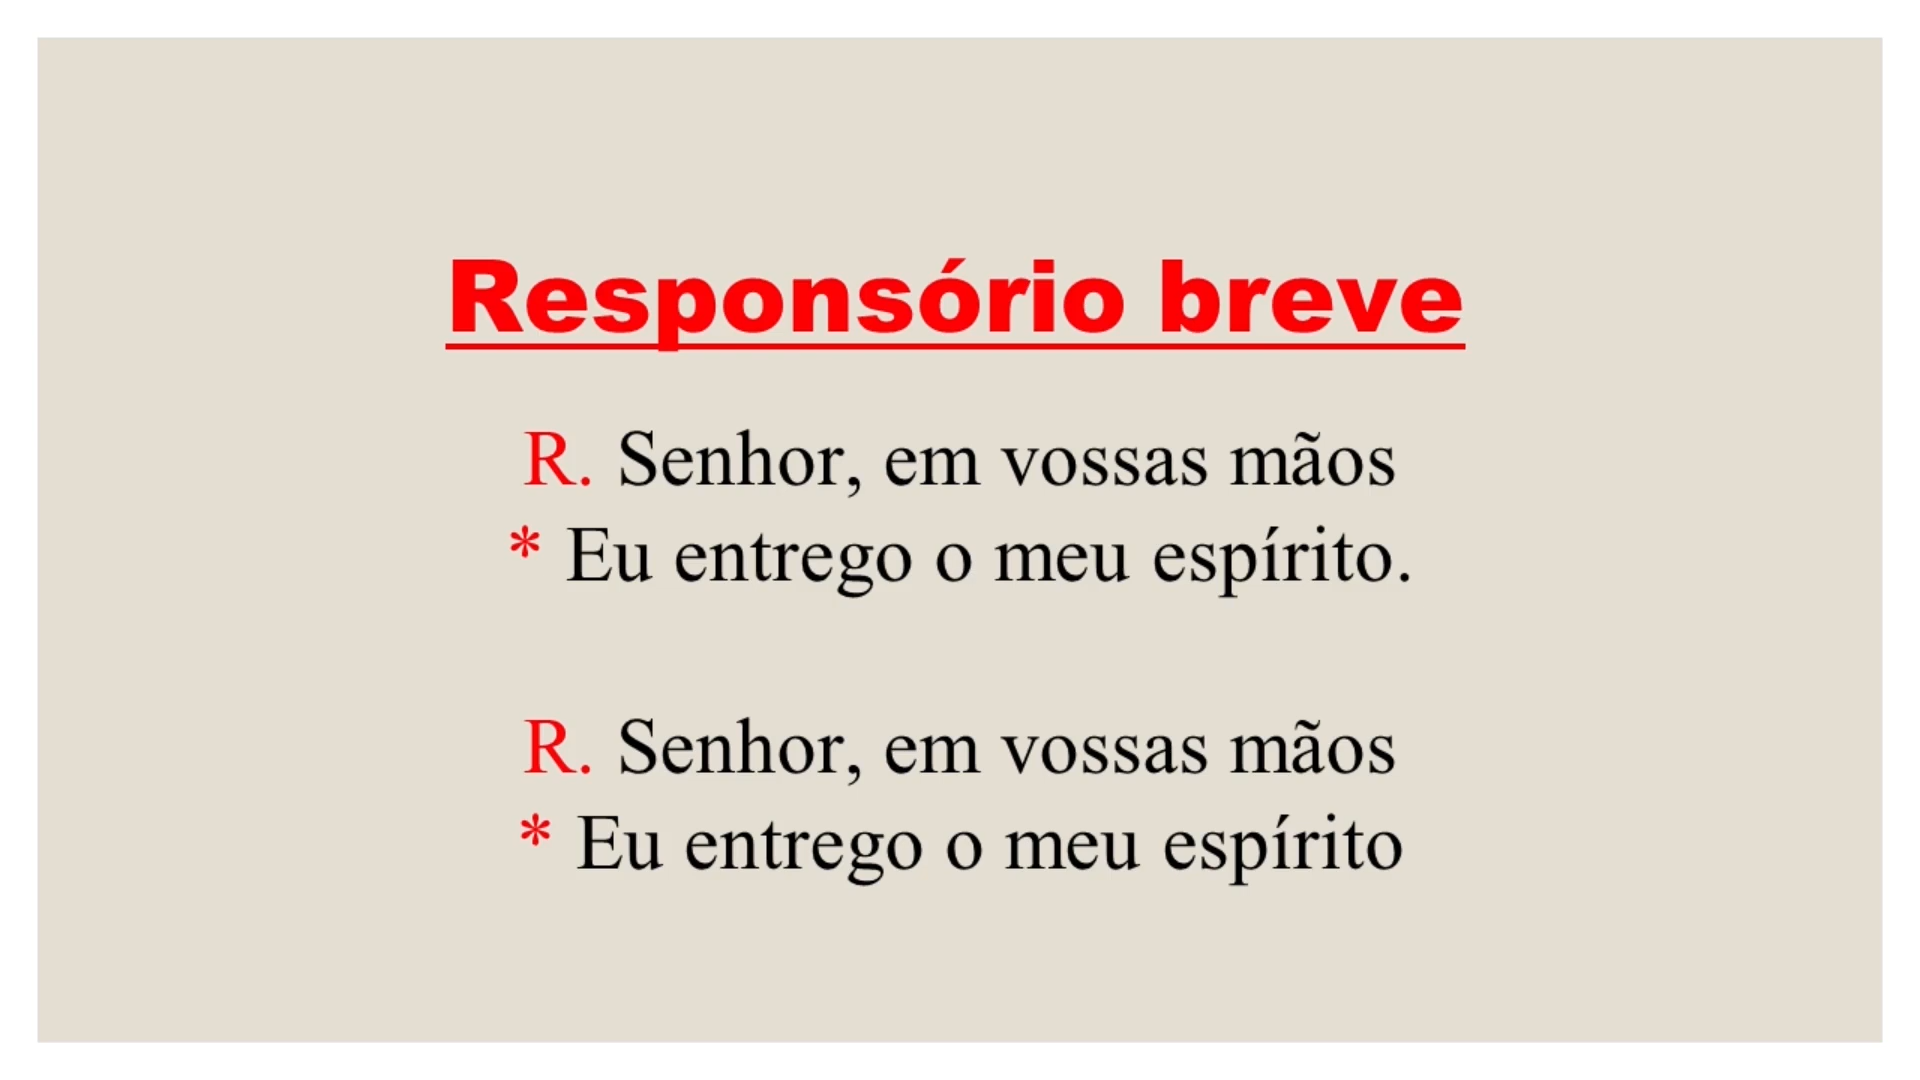 Responsório breve
R. Senhor, em vossas mãos
* Eu entrego o meu espírito.
R. Senhor, em vossas mãos
* Eu entrego o meu espírito